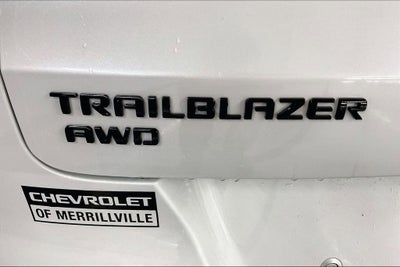 TRAILBLAZER
AWD
CHEVROLET
OF MERRILLVILLE